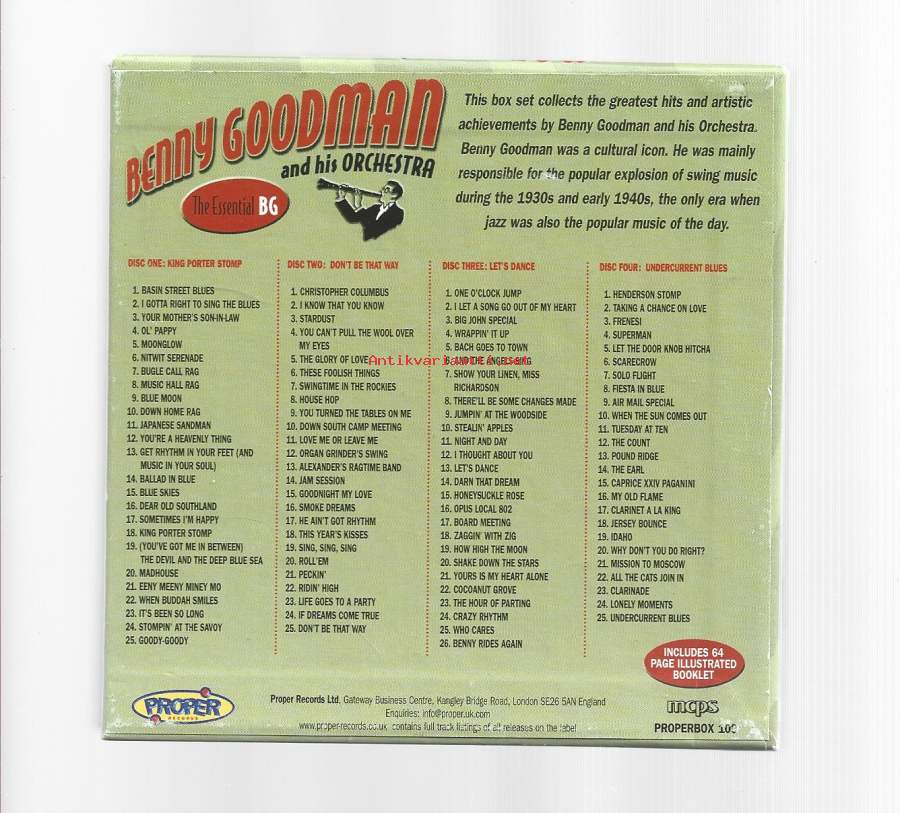 BENNY GOODMAN
and his ORCHESTRA
The Essential BG
This box set collects the greatest hits and artistic
achievements by Benny Goodman and his Orchestra.
Benny Goodman was a cultural icon. He was mainly
responsible for the popular explosion of swing music
during the 1930s and early 1940s, the only era when
jazz was also the popular music of the day.
DISC ONE: KING PORTER STOMP
1. BASIN STREET BLUES
2. I GOTTA RIGHT TO SING THE BLUES
3. YOUR MOTHER'S SON-IN-LAW
4. OL' PAPPY
5. MOONGLOW
6. NITWIT SERENADE
7. BUGLE CALL RAG
8. MUSIC HALL RAG
9. BLUE MOON
10. DOWN HOME RAG
11. JAPANESE SANDMAN
12. YOU'RE A HEAVENLY THING
13. GET RHYTHM IN YOUR FEET (AND
MUSIC IN YOUR SOUL)
14. BALLAD IN BLUE
15. BLUE SKIES
16. DEAR OLD SOUTHLAND
17. SOMETIMES I'M HAPPY
18. KING PORTER STOMP
19. (YOU'VE GOT ME IN BETWEEN)
THE DEVIL AND THE DEEP BLUE SEA
20. MADHOUSE
21. EENY MEENY MINEY MO
22. WHEN BUDDAH SMILES
23. IT'S BEEN SO LONG
24. STOMPIN' AT THE SAVOY
25. GOODY-GOODY
DISC TWO: DON'T BE THAT WAY
1. CHRISTOPHER COLUMBUS
2. I KNOW THAT YOU KNOW
3. STARDUST
4. YOU CAN'T PULL THE WOOL OVER
MY EYES
5. THE GLORY OF LOVE
6. THESE FOOLISH THINGS
7. SWINGTIME IN THE ROCKIES
8. HOUSE HOP
9. YOU TURNED THE TABLES ON ME
10. DOWN SOUTH CAMP MEETING
11. LOVE ME OR LEAVE ME
12. ORGAN GRINDER'S SWING
13. ALEXANDER'S RAGTIME BAND
14. JAM SESSION
15. GOODNIGHT MY LOVE
16. SMOKE DREAMS
17. HE AIN'T GOT RHYTHM
18. THIS YEAR'S KISSES
19. SING, SING, SING
20. ROLL'EM
21. PECKIN'
22. RIDIN' HIGH
23. LIFE GOES TO A PARTY
24. IF DREAMS COME TRUE
25. DON'T BE THAT WAY
DISC THREE: LET'S DANCE
1. ONE O'CLOCK JUMP
2. I LET A SONG GO OUT OF MY HEART
3. BIG JOHN SPECIAL
4. WRAPPIN' IT UP
5. BACH GOES TO TOWN
6. AND THE ANGELS SING
7. SHOW YOUR LINEN, MISS
RICHARDSON
8. THERE'LL BE SOME CHANGES MADE
9. JUMPIN' AT THE WOODSIDE
10. STEALIN' APPLES
11. NIGHT AND DAY
12. I THOUGHT ABOUT YOU
13. LET'S DANCE
14. DARN THAT DREAM
15. HONEYSUCKLE ROSE
16. OPUS LOCAL 802
17. BOARD MEETING
18. ZAGGIN' WITH ZIG
19. HOW HIGH THE MOON
20. SHAKE DOWN THE STARS
21. YOURS IS MY HEART ALONE
22. COCOANUT GROVE
23. THE HOUR OF PARTING
24. CRAZY RHYTHM
25. WHO CARES
26. BENNY RIDES AGAIN
DISC FOUR: UNDERCURRENT BLUES
1. HENDERSON STOMP
2. TAKING A CHANCE ON LOVE
3. FRENESI
4. SUPERMAN
5. LET THE DOOR KNOB HITCHA
6. SCARECROW
7. SOLO FLIGHT
8. FIESTA IN BLUE
9. AIR MAIL SPECIAL
10. WHEN THE SUN COMES OUT
11. TUESDAY AT TEN
12. THE COUNT
13. POUND RIDGE
14. THE EARL
15. CAPRICE XXIV PAGANINI
16. MY OLD FLAME
17. CLARINET A LA KING
18. JERSEY BOUNCE
19. IDAHO
20. WHY DON'T YOU DO RIGHT?
21. MISSION TO MOSCOW
22. ALL THE CATS JOIN IN
23. CLARINADE
24. LONELY MOMENTS
25. UNDERCURRENT BLUES
INCLUDES 64
PAGE ILLUSTRATED
BOOKLET
PROPER
RECORDS
Proper Records Ltd, Gateway Business Centre, Kangley Bridge Road, London SE26 5AN England
Enquiries: info@proper.uk.com
www.proper-records.co.uk contains full track listings of all releases on the label
mcps
PROPERBOX